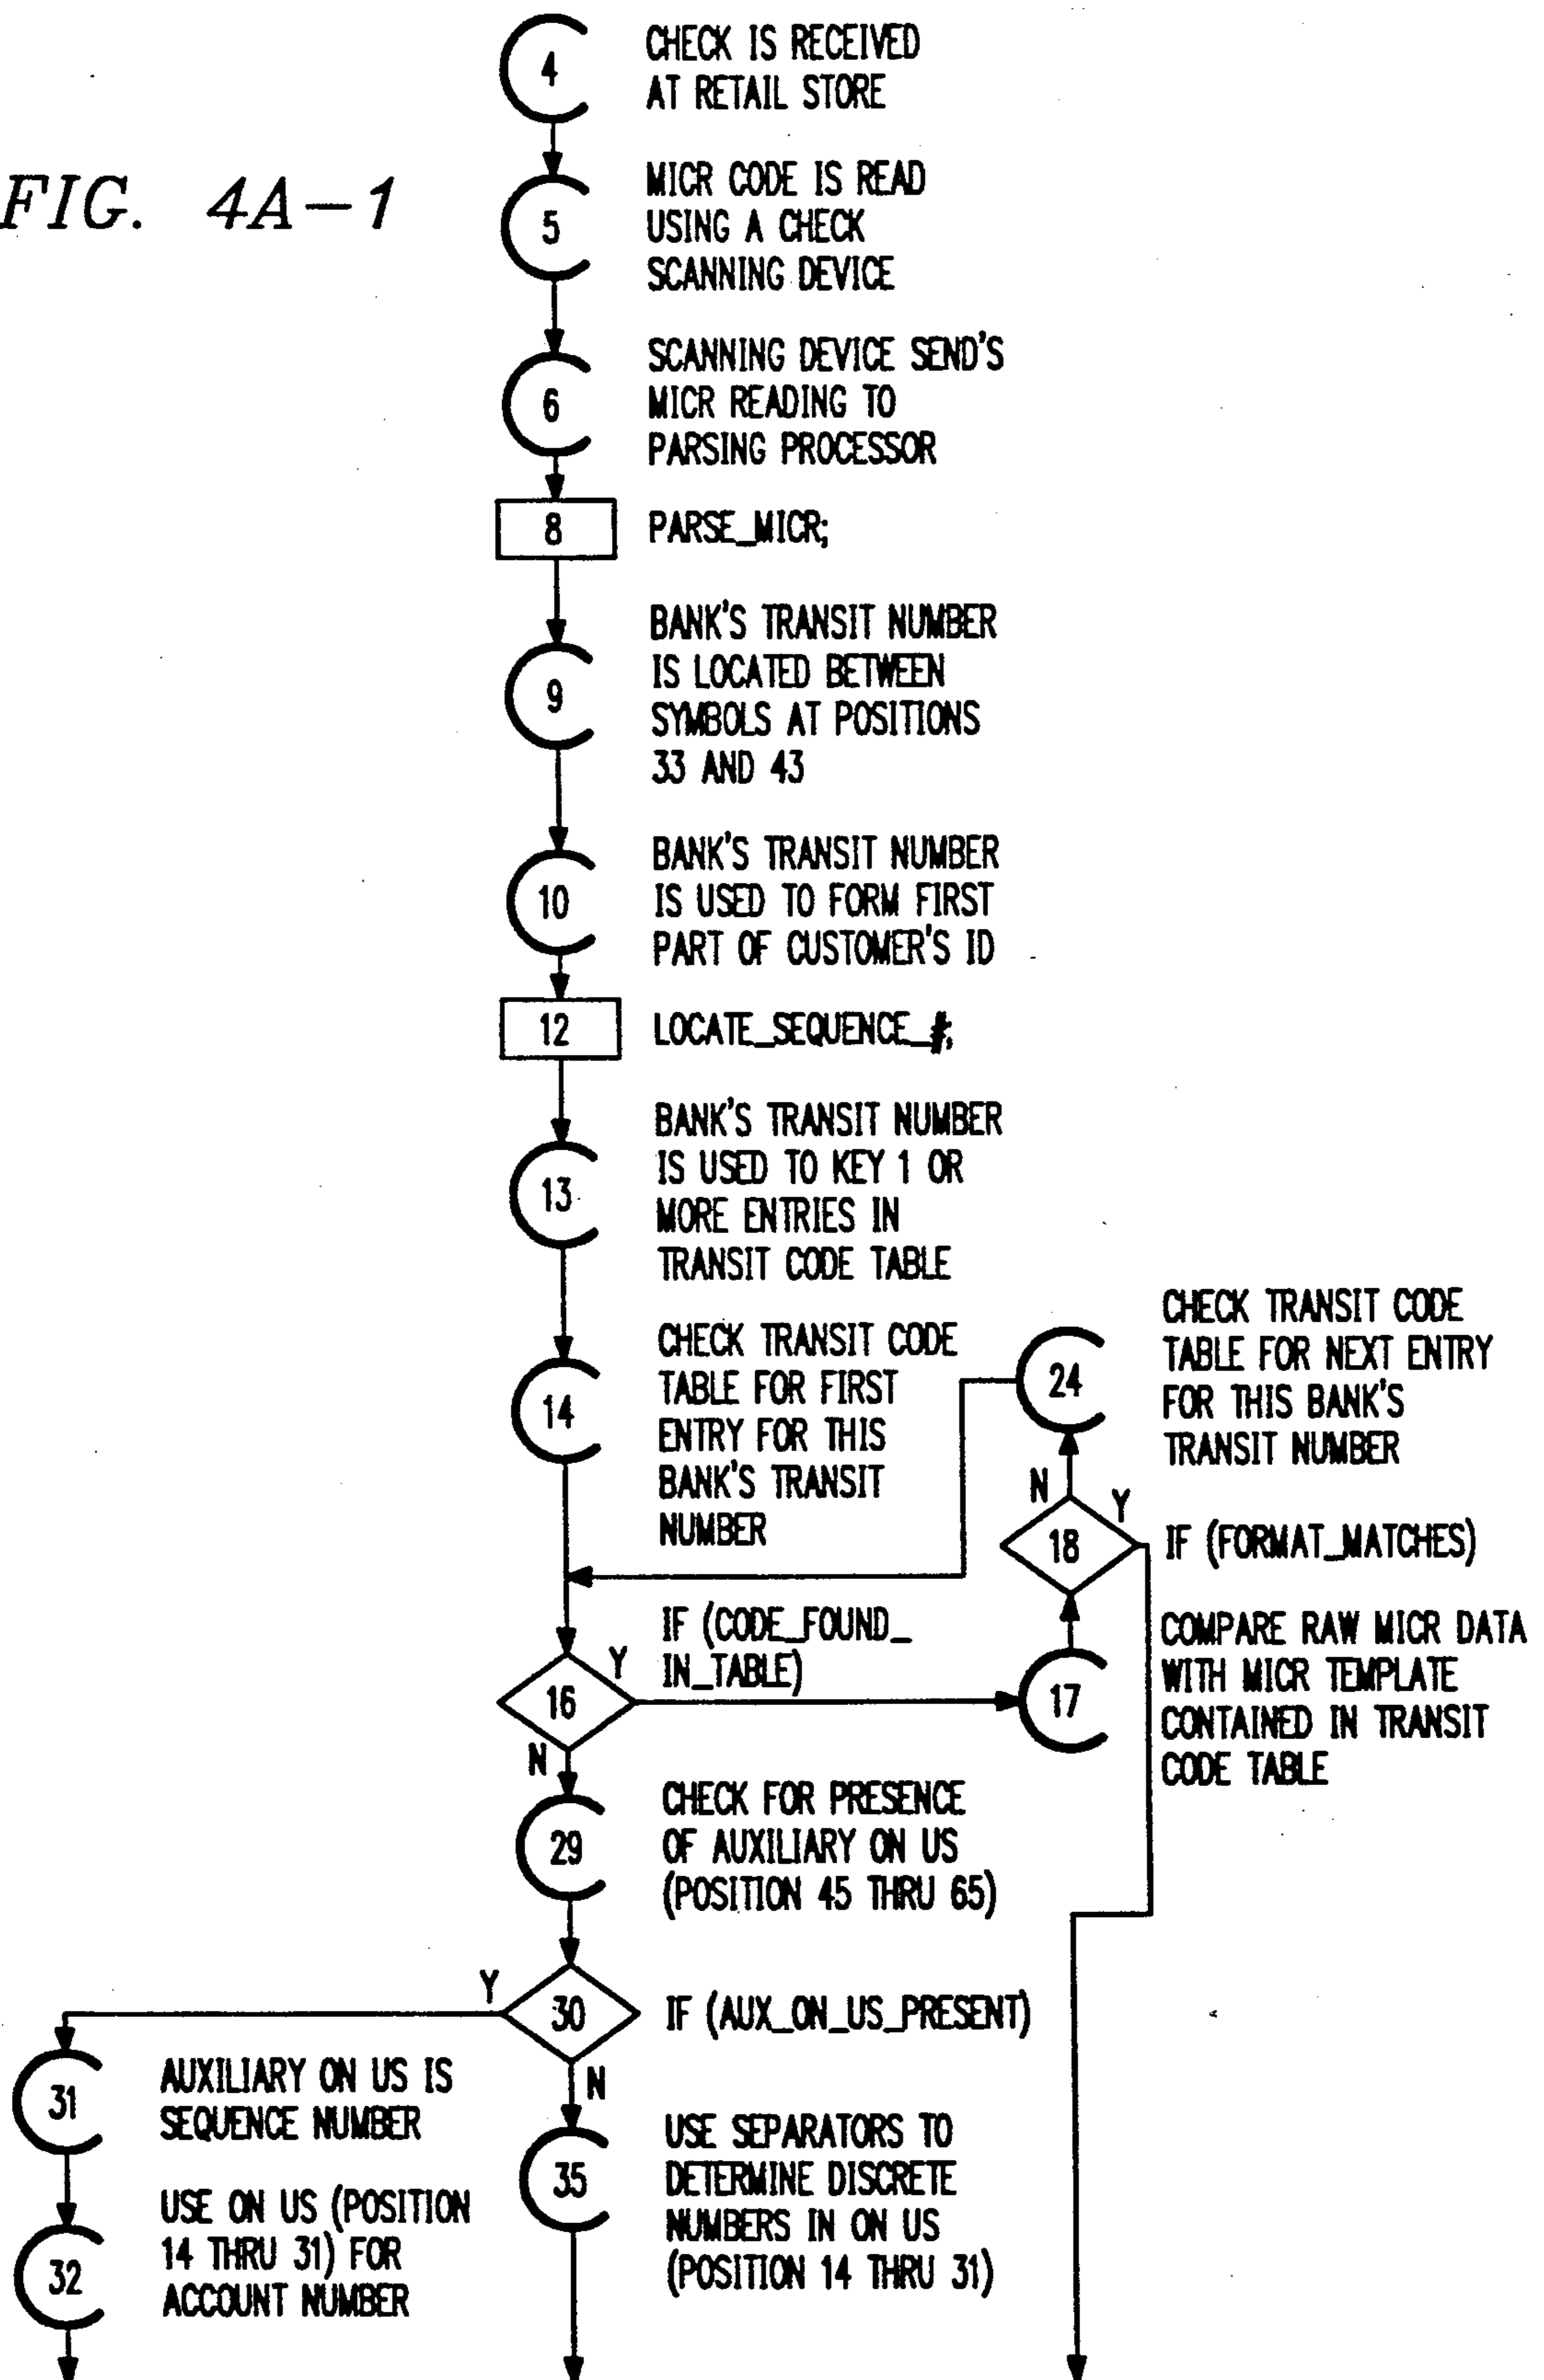 FIG. 4A-1
4
CHECK IS RECEIVED
AT RETAIL STORE
5
MICR CODE IS READ
USING A CHECK
SCANNING DEVICE
6
SCANNING DEVICE SEND'S
MICR READING TO
PARSING PROCESSOR
8
PARSE_MICR;
9
BANK'S TRANSIT NUMBER
IS LOCATED BETWEEN
SYMBOLS AT POSITIONS
33 AND 43
10
BANK'S TRANSIT NUMBER
IS USED TO FORM FIRST
PART OF CUSTOMER'S ID
12
LOCATE_SEQUENCE_#;
13
BANK'S TRANSIT NUMBER
IS USED TO KEY 1 OR
MORE ENTRIES IN
TRANSIT CODE TABLE
14
CHECK TRANSIT CODE
TABLE FOR FIRST
ENTRY FOR THIS
BANK'S TRANSIT
NUMBER
24
CHECK TRANSIT CODE
TABLE FOR NEXT ENTRY
FOR THIS BANK'S
TRANSIT NUMBER
N
Y
18
IF (FORMAT_MATCHES)
16
Y
IF (CODE_FOUND_
IN_TABLE)
17
COMPARE RAW MICR DATA
WITH MICR TEMPLATE
CONTAINED IN TRANSIT
CODE TABLE
N
29
CHECK FOR PRESENCE
OF AUXILIARY ON US
(POSITION 45 THRU 65)
Y
30
IF (AUX_ON_US_PRESENT)
N
31
AUXILIARY ON US IS
SEQUENCE NUMBER
32
USE ON US (POSITION
14 THRU 31) FOR
ACCOUNT NUMBER
35
USE SEPARATORS TO
DETERMINE DISCRETE
NUMBERS IN ON US
(POSITION 14 THRU 31)